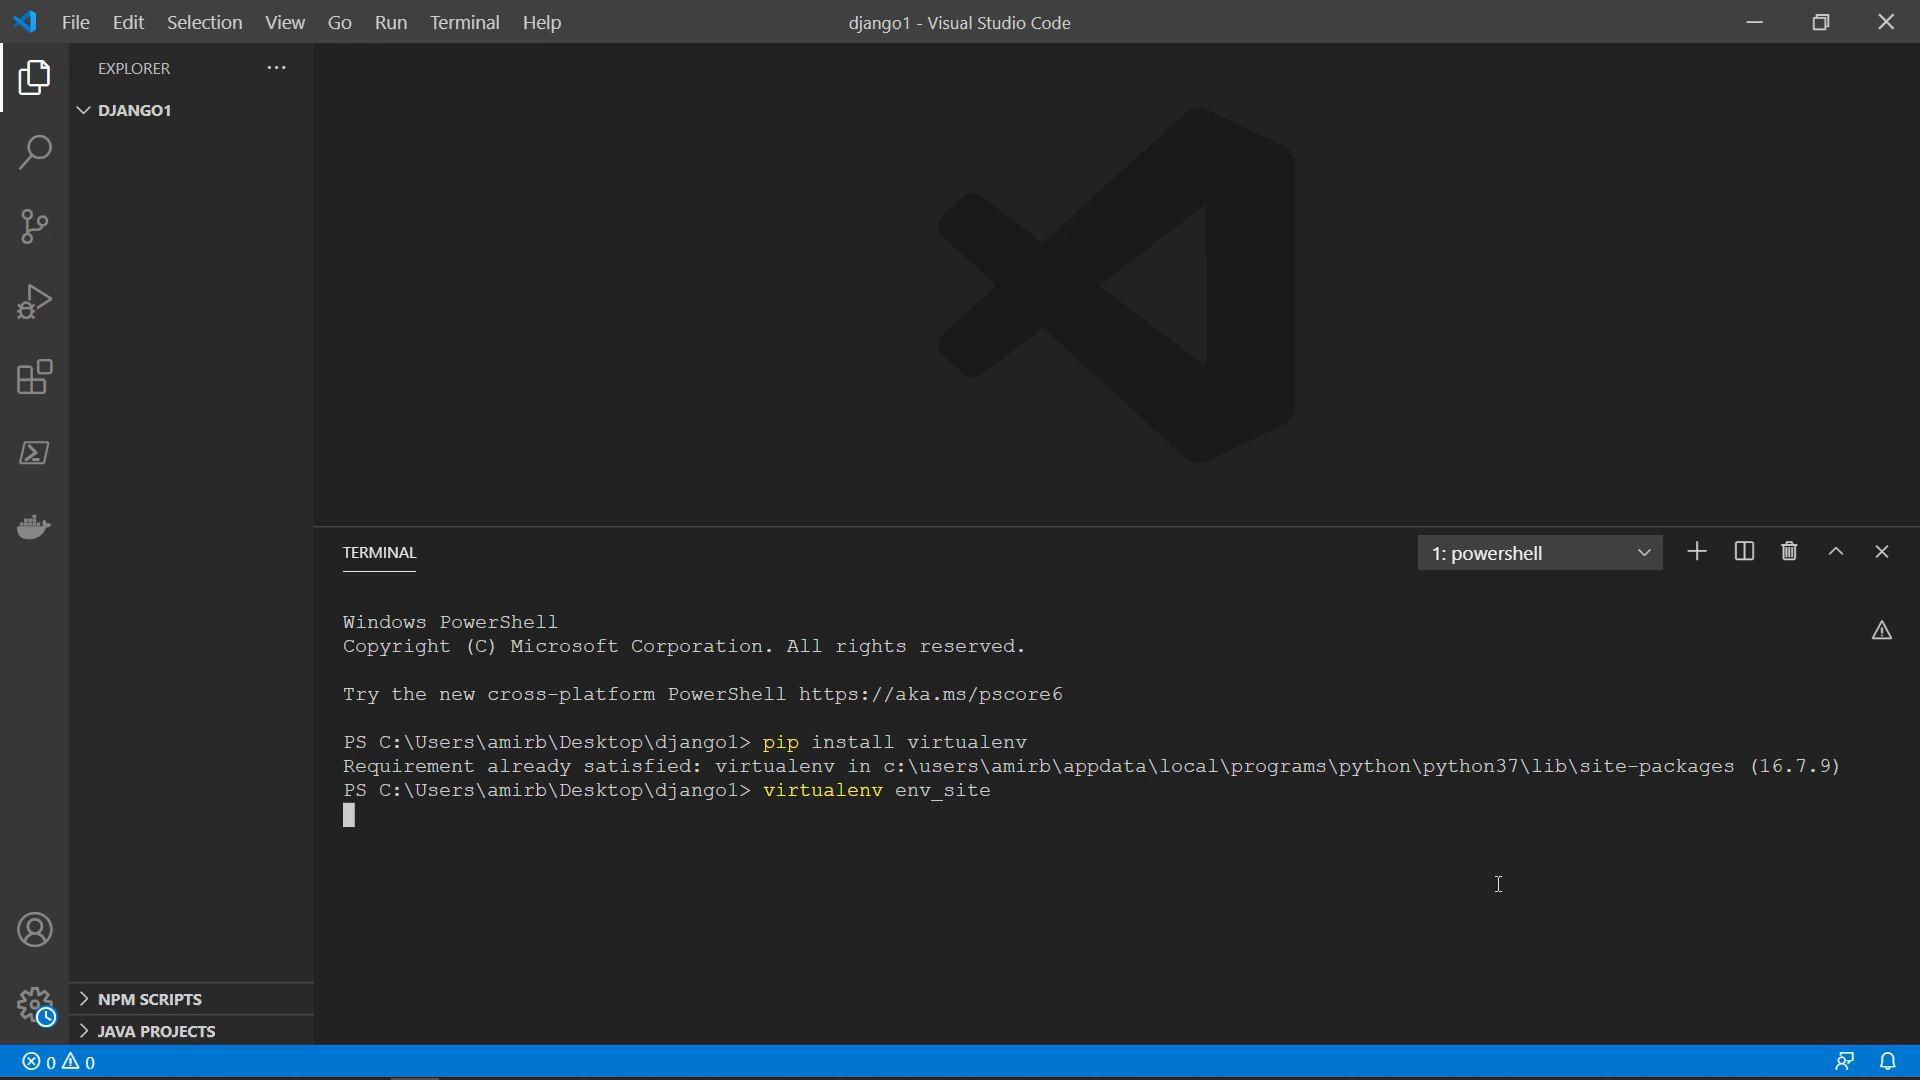 File Edit Selection View Go Run Terminal Help django1 - Visual Studio Code
EXPLORER
DJANGO1
TERMINAL
1: powershell
Windows PowerShell
Copyright (C) Microsoft Corporation. All rights reserved.
Try the new cross-platform PowerShell https://aka.ms/pscore6
PS C:\Users\amirb\Desktop\django1> pip install virtualenv
Requirement already satisfied: virtualenv in c:\users\amirb\appdata\local\programs\python\python37\lib\site-packages (16.7.9)
PS C:\Users\amirb\Desktop\django1> virtualenv env_site
NPM SCRIPTS
JAVA PROJECTS
0 0